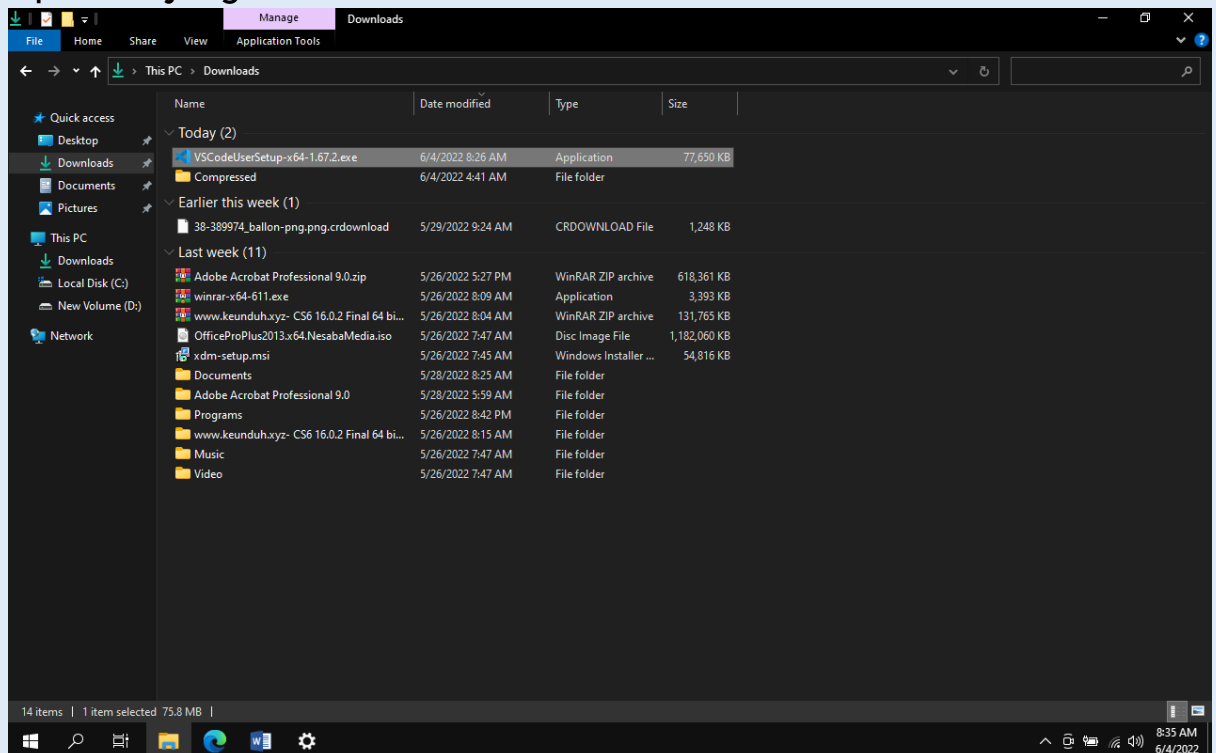 Manage Downloads
File Home Share View Application Tools
This PC › Downloads
Name Date modified Type Size
Quick access
Desktop
Downloads
Documents
Pictures
This PC
Downloads
Local Disk (C:)
New Volume (D:)
Network
Today (2)
VSCodeUserSetup-x64-1.67.2.exe 6/4/2022 8:26 AM Application 77,650 KB
Compressed 6/4/2022 4:41 AM File folder
Earlier this week (1)
38-389974_ballon-png.png.crdownload 5/29/2022 9:24 AM CRDOWNLOAD File 1,248 KB
Last week (11)
Adobe Acrobat Professional 9.0.zip 5/26/2022 5:27 PM WinRAR ZIP archive 618,361 KB
winrar-x64-611.exe 5/26/2022 8:09 AM Application 3,393 KB
www.keunduh.xyz- CS6 16.0.2 Final 64 bi... 5/26/2022 8:04 AM WinRAR ZIP archive 131,765 KB
OfficeProPlus2013.x64.NesabaMedia.iso 5/26/2022 7:47 AM Disc Image File 1,182,060 KB
xdm-setup.msi 5/26/2022 7:45 AM Windows Installer ... 54,816 KB
Documents 5/28/2022 8:25 AM File folder
Adobe Acrobat Professional 9.0 5/28/2022 5:59 AM File folder
Programs 5/26/2022 8:42 PM File folder
www.keunduh.xyz- CS6 16.0.2 Final 64 bi... 5/26/2022 8:15 AM File folder
Music 5/26/2022 7:47 AM File folder
Video 5/26/2022 7:47 AM File folder
14 items | 1 item selected 75.8 MB |
8:35 AM
6/4/2022